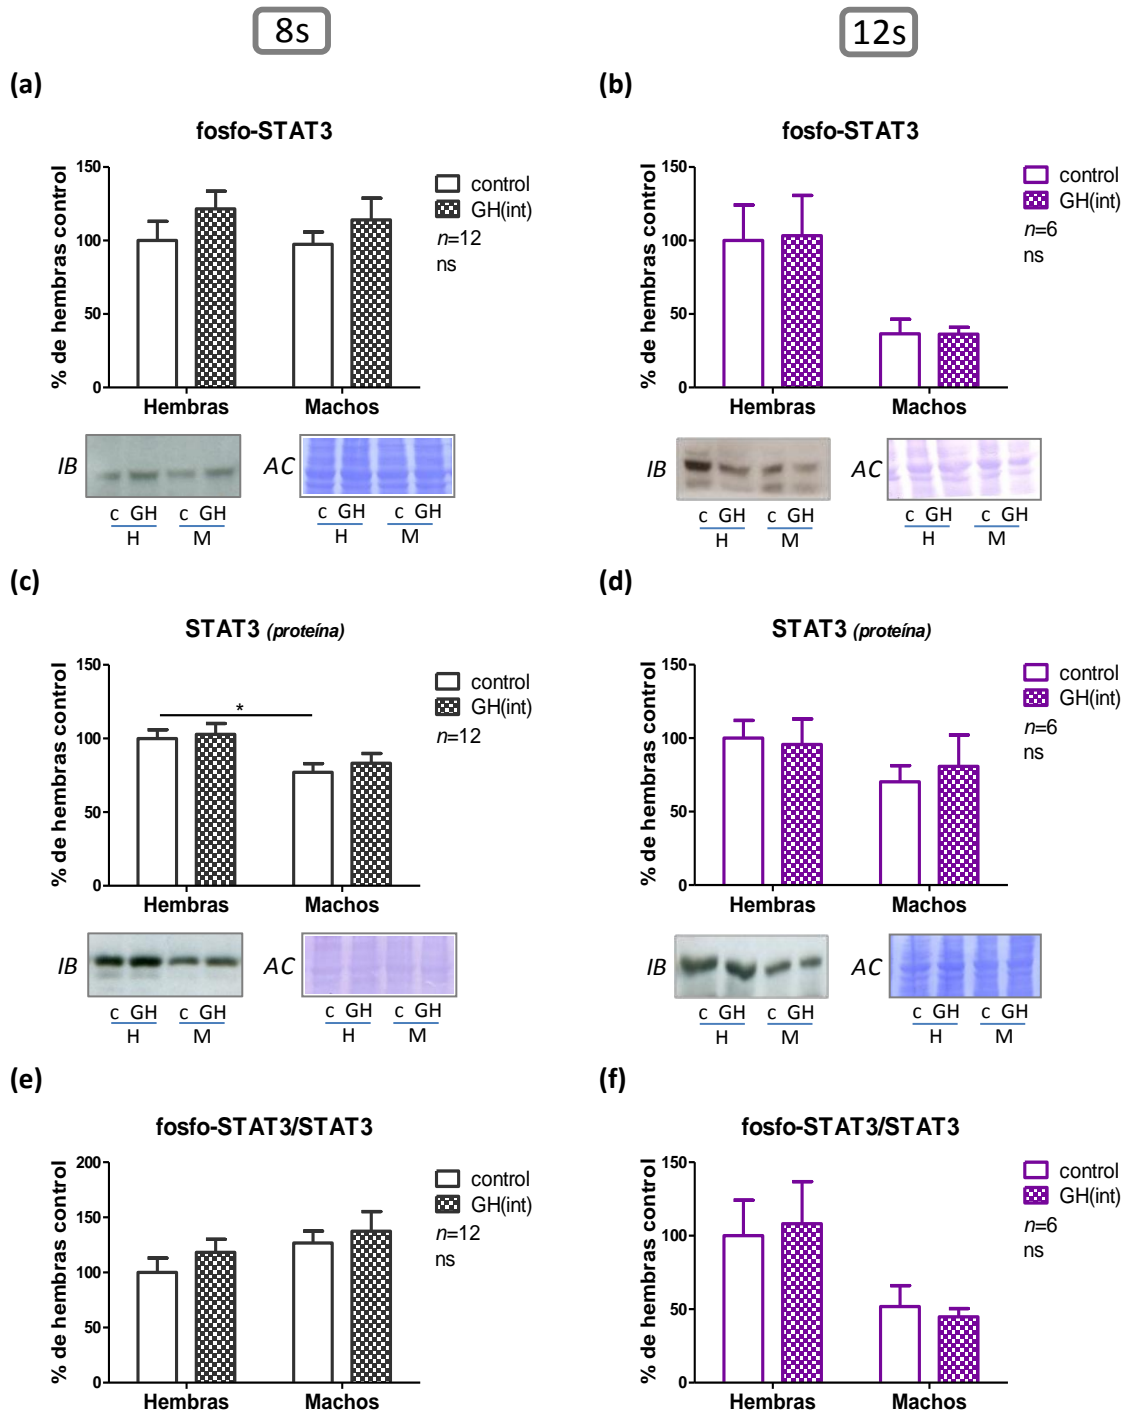 8s
12s
(a)
fosfo-STAT3
% de hembras control
150
100
50
0
Hembras Machos
control
GH(int)
n=12
ns
IB
c GH c GH
H M
AC
c GH c GH
H M
(b)
fosfo-STAT3
% de hembras control
150
100
50
0
Hembras Machos
control
GH(int)
n=6
ns
IB
c GH c GH
H M
AC
c GH c GH
H M
(c)
STAT3 (proteína)
% de hembras control
150
100
50
0
*
Hembras Machos
control
GH(int)
n=12
IB
c GH c GH
H M
AC
c GH c GH
H M
(d)
STAT3 (proteína)
% de hembras control
150
100
50
0
Hembras Machos
control
GH(int)
n=6
ns
IB
c GH c GH
H M
AC
c GH c GH
H M
(e)
fosfo-STAT3/STAT3
% de hembras control
200
150
100
50
0
Hembras Machos
control
GH(int)
n=12
ns
(f)
fosfo-STAT3/STAT3
% de hembras control
150
100
50
0
Hembras Machos
control
GH(int)
n=6
ns